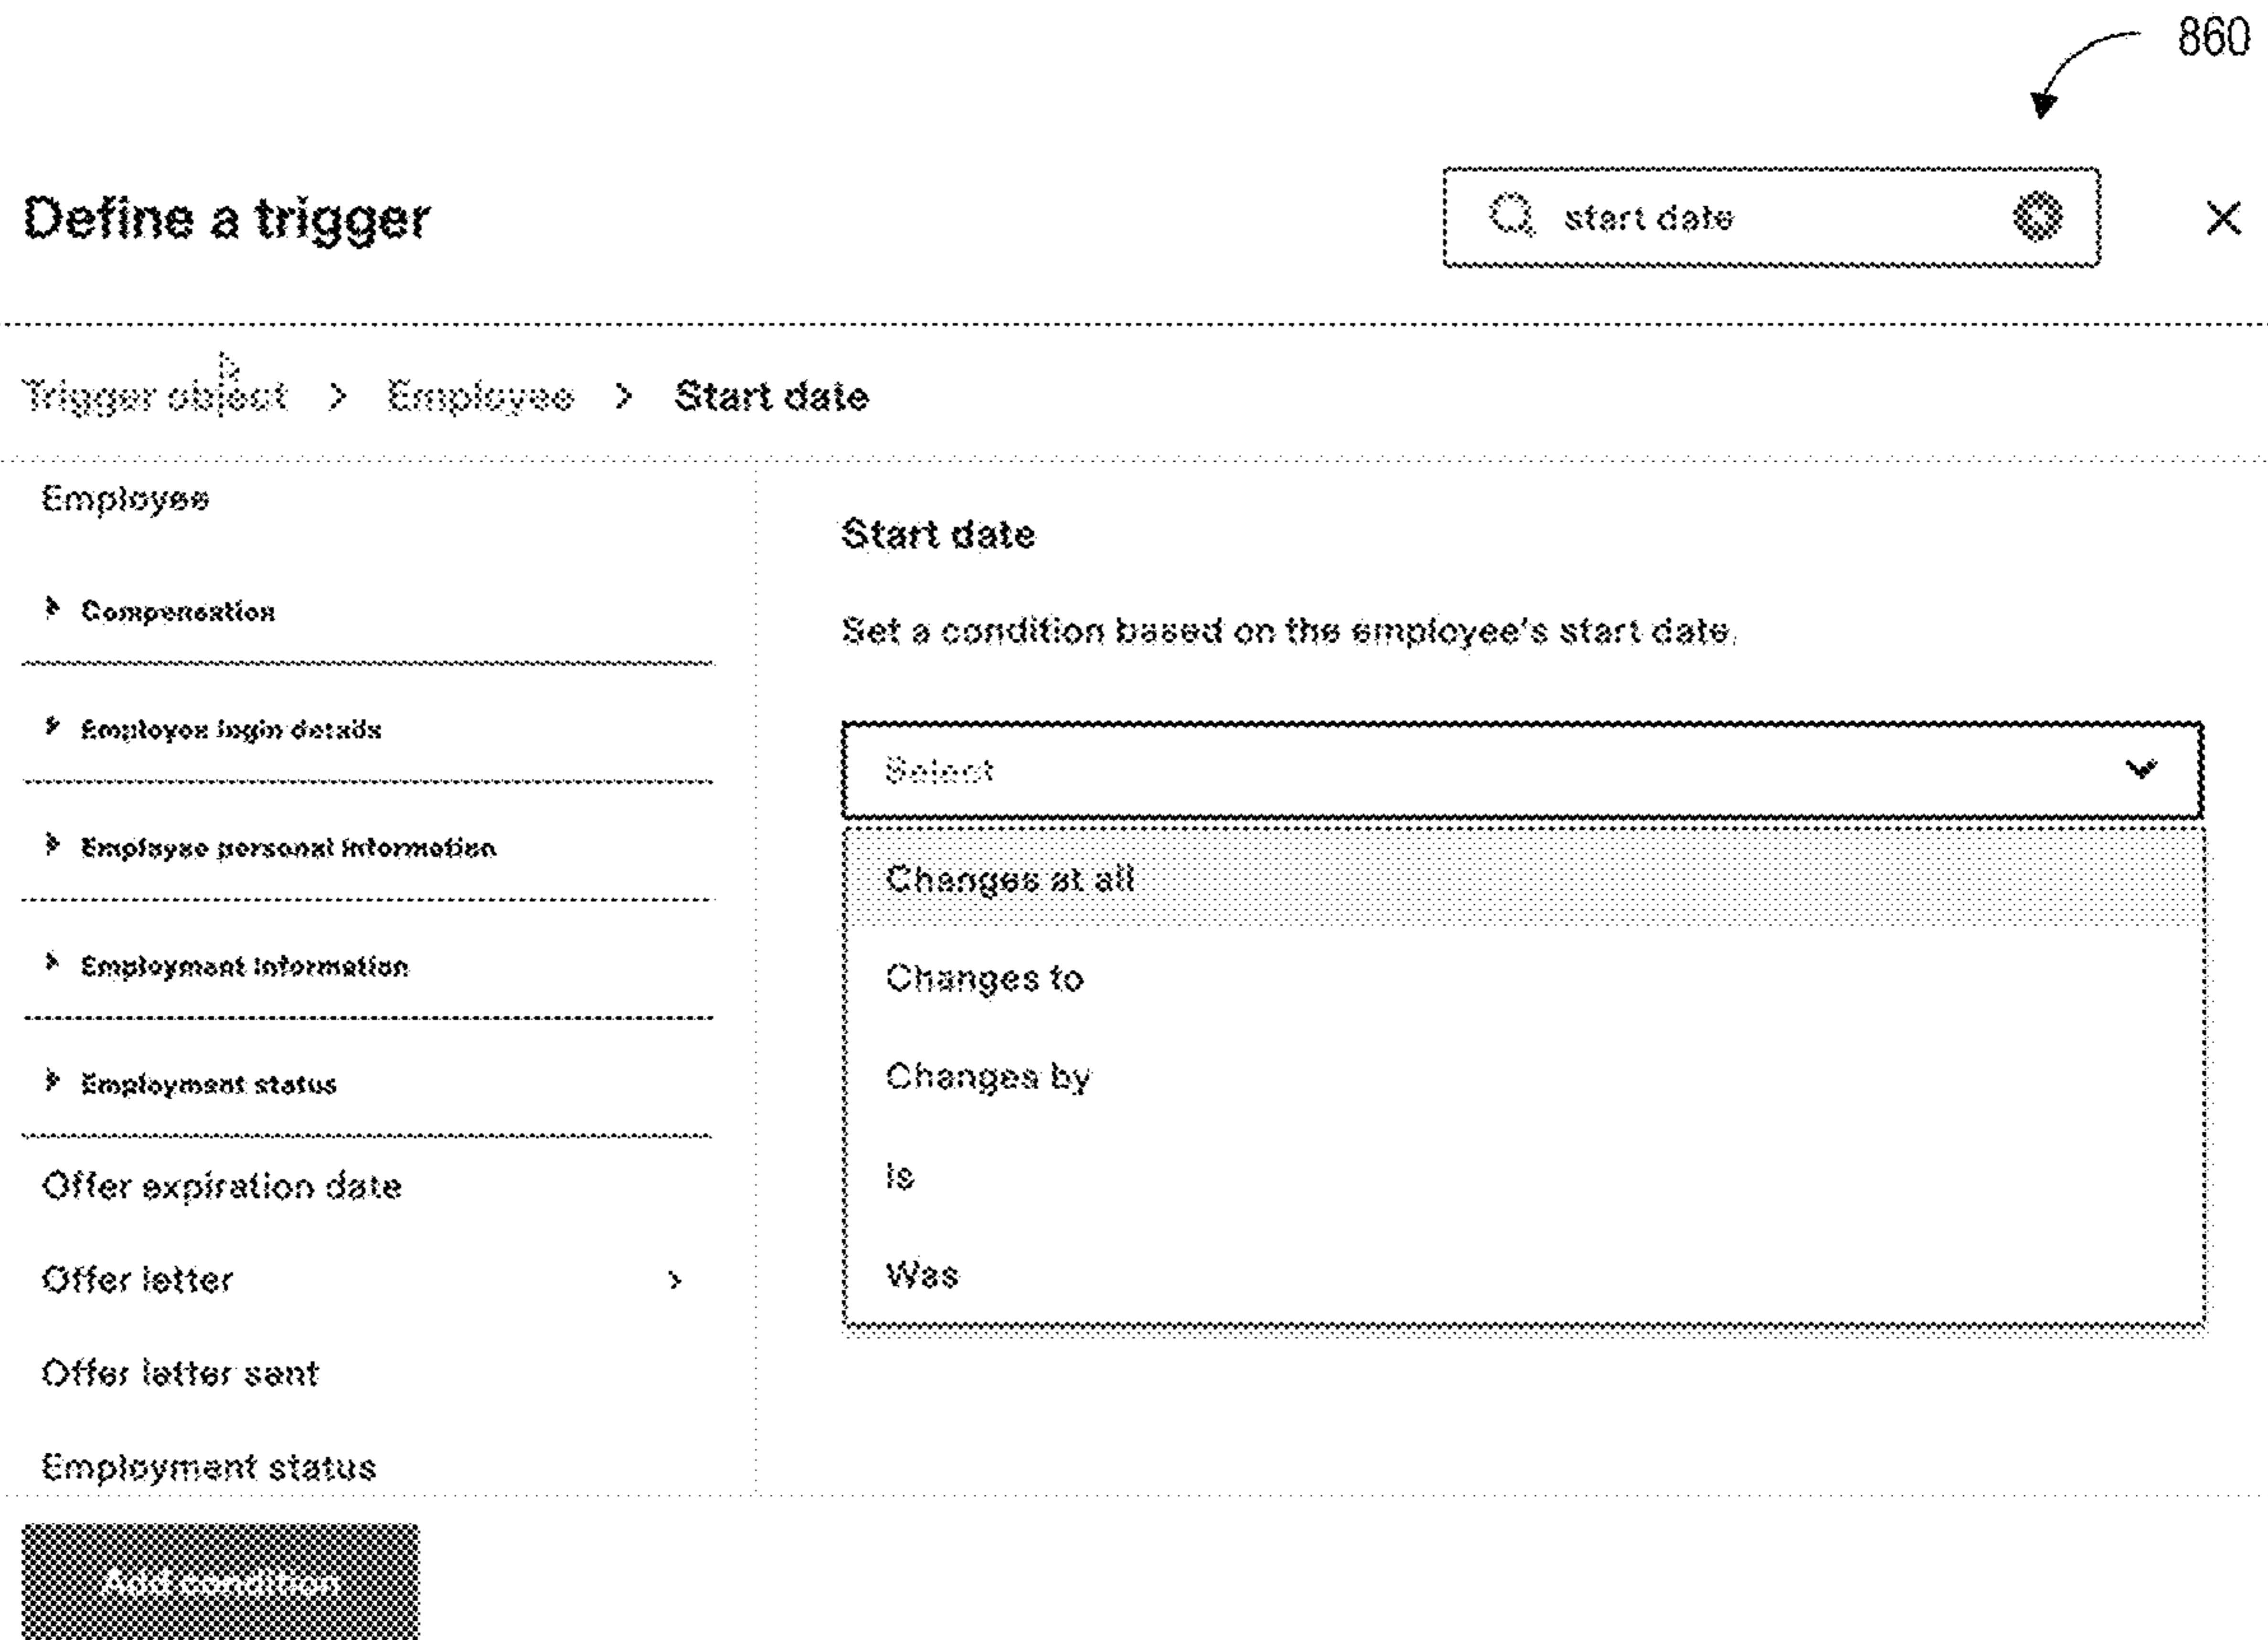 860
Define a trigger
start date
Trigger object > Employee > Start date
Employee
Compensation
Employee login details
Employee personal information
Employment information
Employment status
Offer expiration date
Offer letter
Offer letter sent
Employment status
Start date
Set a condition based on the employee's start date.
Select
Changes at all
Changes to
Changes by
Is
Was
Add condition